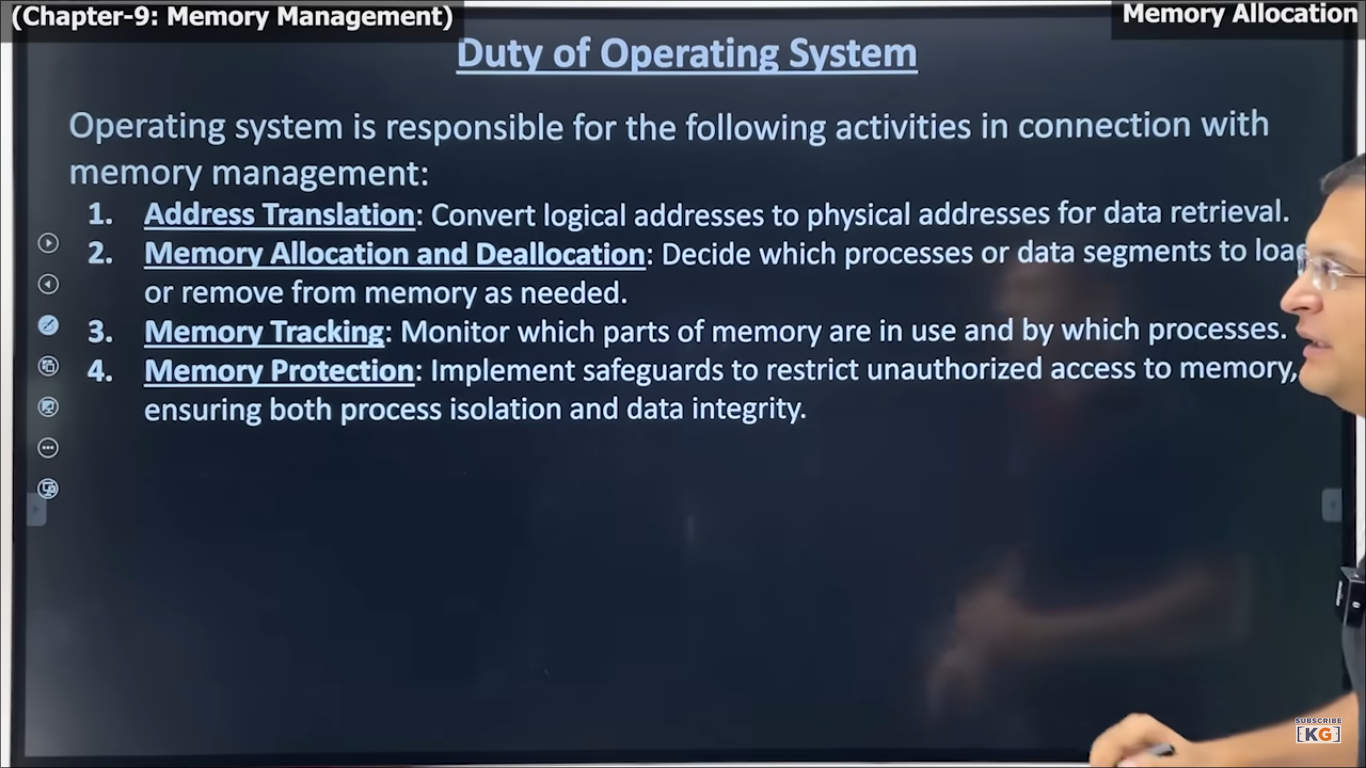 (Chapter-9: Memory Management)
Memory Allocation
Duty of Operating System
Operating system is responsible for the following activities in connection with
memory management:
1. Address Translation: Convert logical addresses to physical addresses for data retrieval.
2. Memory Allocation and Deallocation: Decide which processes or data segments to loa
or remove from memory as needed.
3. Memory Tracking: Monitor which parts of memory are in use and by which processes.
4. Memory Protection: Implement safeguards to restrict unauthorized access to memory,
ensuring both process isolation and data integrity.
SUBSCRIBE
[KG]